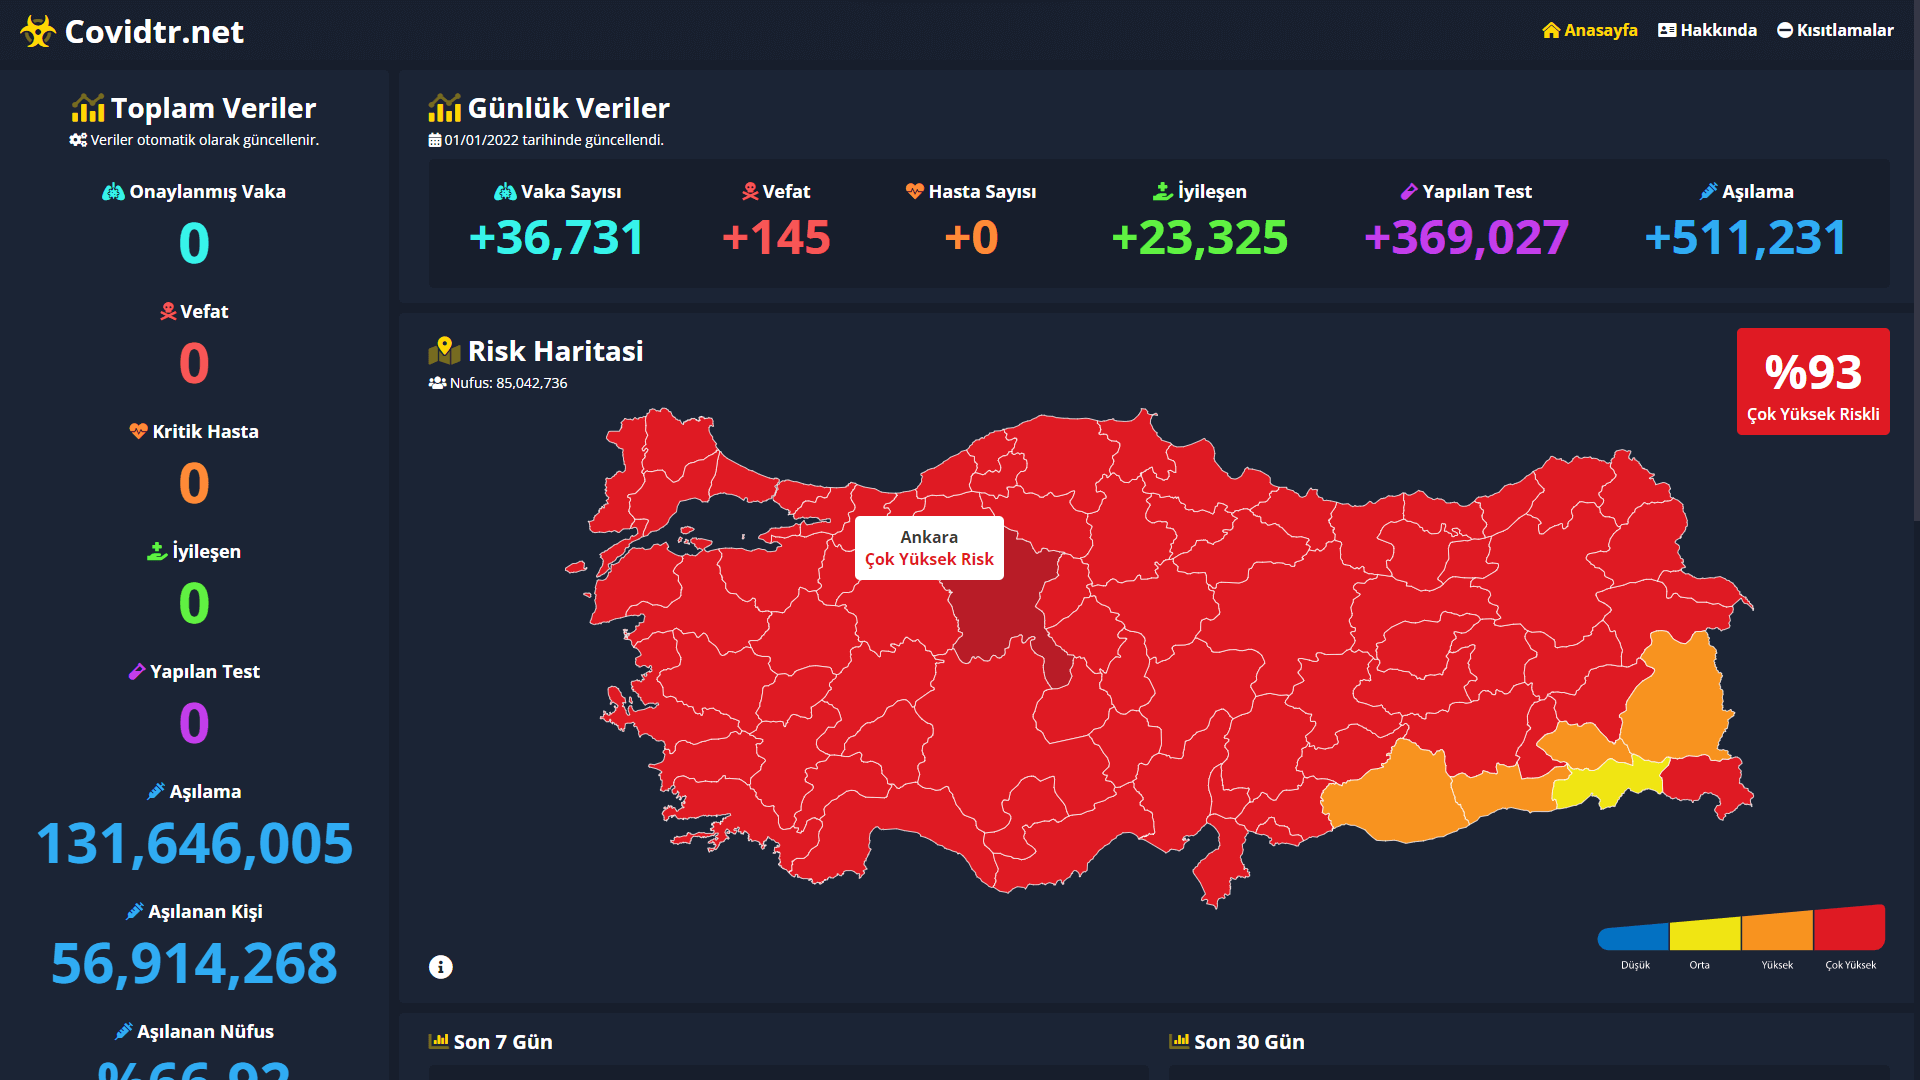 Covidtr.net
Anasayfa
Hakkında
Kısıtlamalar
Toplam Veriler
Veriler otomatik olarak güncellenir.
Onaylanmış Vaka
0
Vefat
0
Kritik Hasta
0
İyileşen
0
Yapılan Test
0
Aşılama
131,646,005
Aşılanan Kişi
56,914,268
Aşılanan Nüfus
%66,92
Günlük Veriler
01/01/2022 tarihinde güncellendi.
Vaka Sayısı
+36,731
Vefat
+145
Hasta Sayısı
+0
İyileşen
+23,325
Yapılan Test
+369,027
Aşılama
+511,231
Risk Haritasi
Nufus: 85,042,736
%93
Çok Yüksek Riskli
Ankara
Çok Yüksek Risk
Düşük
Orta
Yüksek
Çok Yüksek
Son 7 Gün
Son 30 Gün